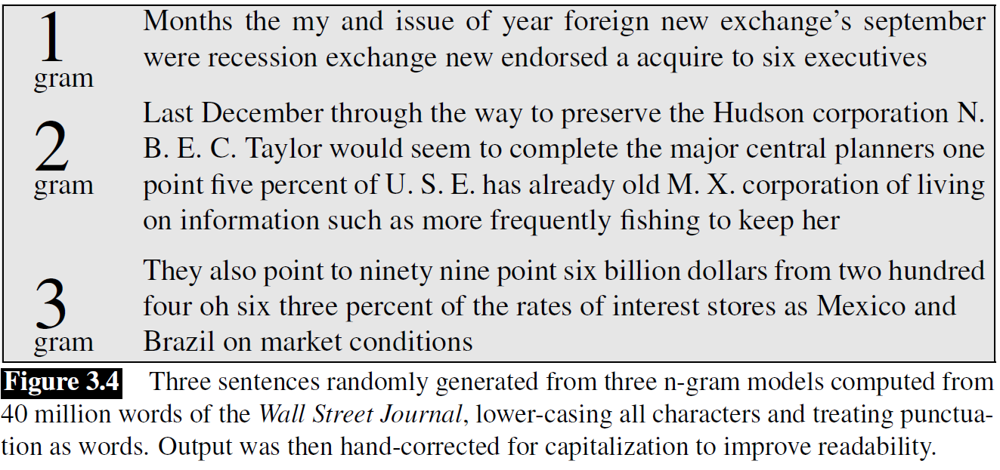 1
gram
Months the my and issue of year foreign new exchange's september
were recession exchange new endorsed a acquire to six executives
2
gram
Last December through the way to preserve the Hudson corporation N.
B. E. C. Taylor would seem to complete the major central planners one
point five percent of U. S. E. has already old M. X. corporation of living
on information such as more frequently fishing to keep her
3
gram
They also point to ninety nine point six billion dollars from two hundred
four oh six three percent of the rates of interest stores as Mexico and
Brazil on market conditions
Figure 3.4 Three sentences randomly generated from three n-gram models computed from
40 million words of the Wall Street Journal, lower-casing all characters and treating punctua-
tion as words. Output was then hand-corrected for capitalization to improve readability.